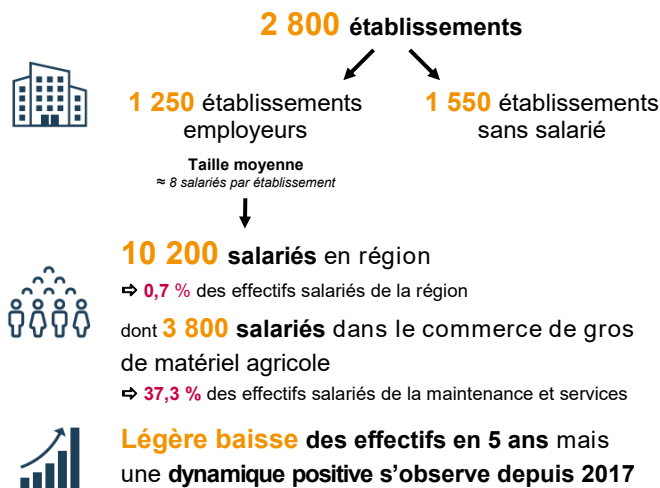 2 800 établissements
1 250 établissements
employeurs
1 550 établissements
sans salarié
Taille moyenne
≈ 8 salariés par établissement
10 200 salariés en région
⇨ 0,7 % des effectifs salariés de la région
dont 3 800 salariés dans le commerce de gros
de matériel agricole
⇨ 37,3 % des effectifs salariés de la maintenance et services
Légère baisse des effectifs en 5 ans mais
une dynamique positive s’observe depuis 2017